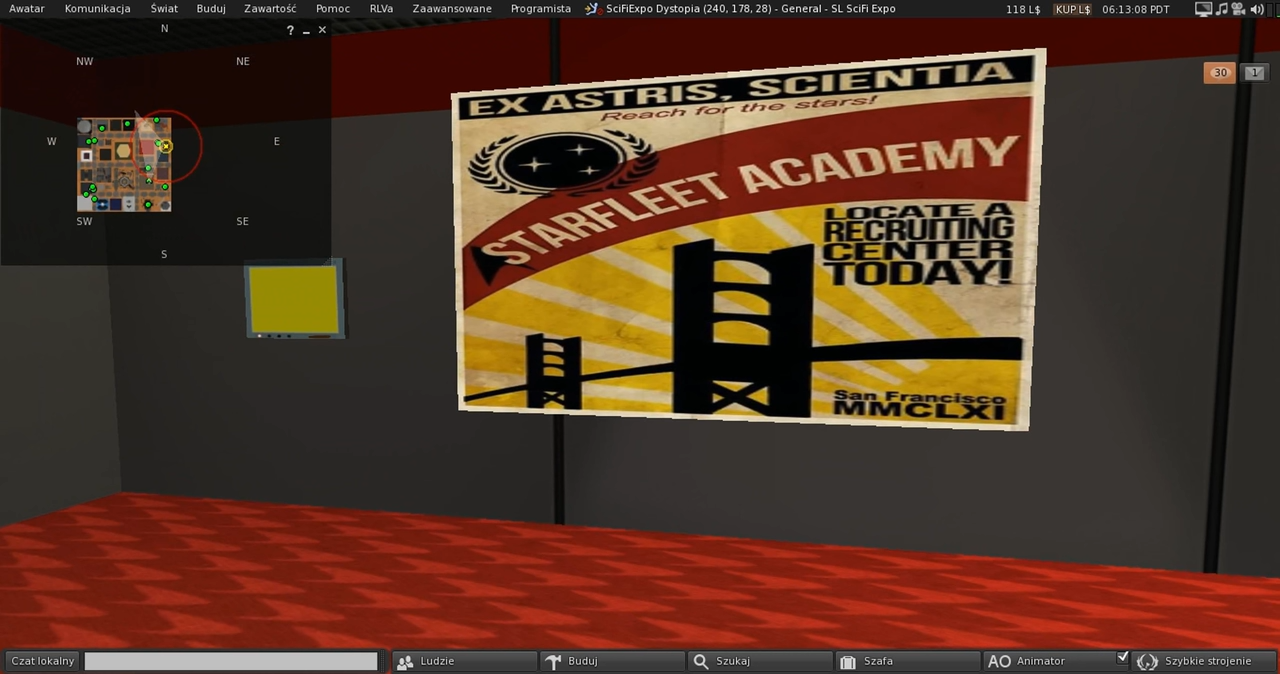 Awatar Komunikacja Świat Buduj Zawartość Pomoc RLVa Zaawansowane Programista SciFiExpo Dystopia (240, 178, 28) - General - SL SciFi Expo 118 L$ KUP L$ 06:13:08 PDT
? _ ×
N
NW NE
W E
SW SE
S
30 1
EX ASTRIS, SCIENTIA
Reach for the stars!
STARFLEET ACADEMY
LOCATE A
RECRUITING
CENTER
TODAY!
San Francisco
MMCLXI
Czat lokalny Ludzie Buduj Szukaj Szafa AO Animator Szybkie strojenie